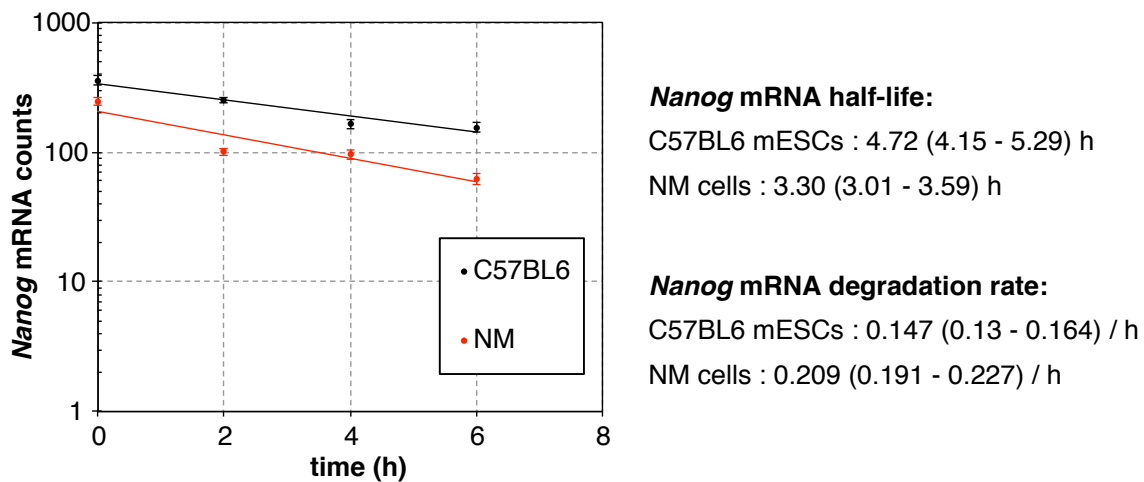 1000
100
10
1
0
2
4
6
8
Nanog mRNA counts
time (h)
C57BL6
NM
Nanog mRNA half-life:
C57BL6 mESCs : 4.72 (4.15 - 5.29) h
NM cells : 3.30 (3.01 - 3.59) h
Nanog mRNA degradation rate:
C57BL6 mESCs : 0.147 (0.13 - 0.164) / h
NM cells : 0.209 (0.191 - 0.227) / h